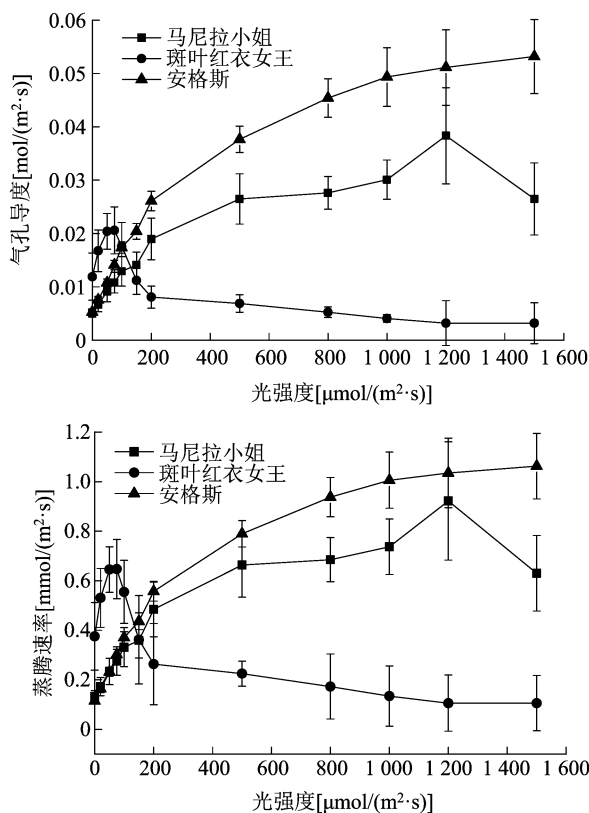 0.06
0.05
0.04
0.03
0.02
0.01
0
气孔导度[mol/(m²·s)]
马尼拉小姐
斑叶红衣女王
安格斯
0 200 400 600 800 1 000 1 200 1 400 1 600
光强度[μmol/(m²·s)]
1.2
1.0
0.8
0.6
0.4
0.2
0
蒸腾速率[mmol/(m²·s)]
马尼拉小姐
斑叶红衣女王
安格斯
0 200 400 600 800 1 000 1 200 1 400 1 600
光强度[μmol/(m²·s)]